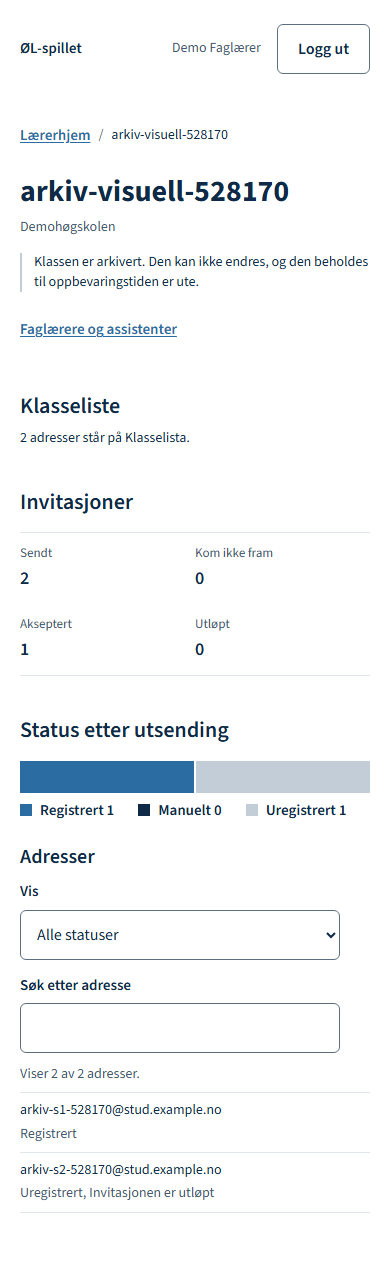 ØL-spillet
Demo Faglærer
Logg ut
Lærerhjem / arkiv-visuell-528170
arkiv-visuell-528170
Demohøgskolen
Klassen er arkivert. Den kan ikke endres, og den beholdes
til oppbevaringstiden er ute.
Faglærere og assistenter
Klasseliste
2 adresser står på Klasselista.
Invitasjoner
Sendt
2
Kom ikke fram
0
Akseptert
1
Utløpt
0
Status etter utsending
Registrert 1
Manuelt 0
Uregistrert 1
Adresser
Vis
Alle statuser
Søk etter adresse
Viser 2 av 2 adresser.
arkiv-s1-528170@stud.example.no
Registrert
arkiv-s2-528170@stud.example.no
Uregistrert, Invitasjonen er utløpt